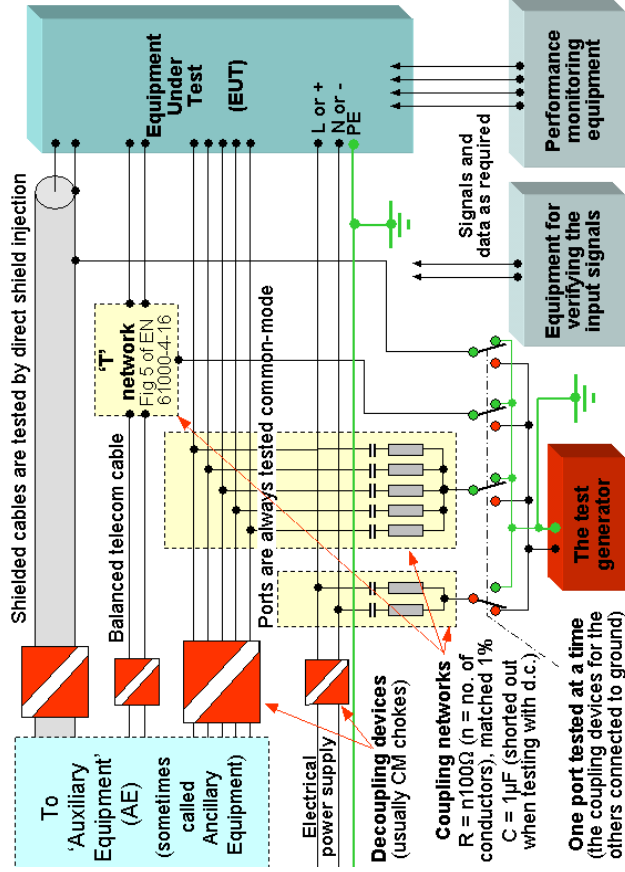 Shielded cables are tested by direct shield injection
To
‘Auxiliary
Equipment’
(AE)
(sometimes
called
Ancillary
Equipment)
Balanced telecom cable
‘T’
network
Fig 5 of EN
61000-4-16
Equipment
Under
Test
(EUT)
Ports are always tested common-mode
L or +
N or -
PE
Electrical
power supply
Decoupling devices
(usually CM chokes)
Coupling networks
R = n100Ω (n = no. of
conductors), matched 1%
C = 1µF (shorted out
when testing with d.c.)
Signals and
data as required
Performance
monitoring
equipment
Equipment for
verifying the
input signals
The test
generator
One port tested at a time
(the coupling devices for the
others connected to ground)